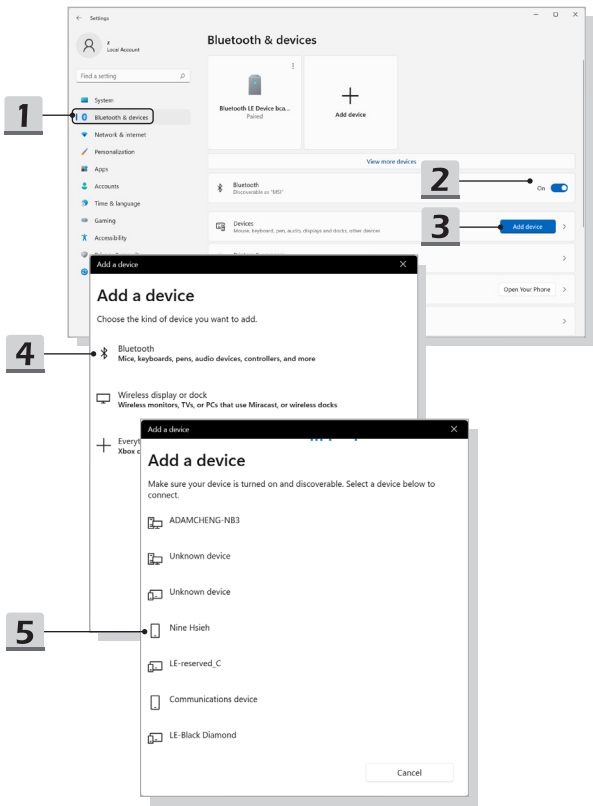 Settings
z
Local Account
Find a setting
System
Bluetooth & devices
Network & internet
Personalization
Apps
Accounts
Time & language
Gaming
Accessibility
Bluetooth & devices
Bluetooth LE Device bca...
Paired
Add device
View more devices
Bluetooth
Discoverable as "MSI"
On
Devices
Mouse, keyboard, pen, audio, displays and docks, other devices
Add device
Open Your Phone
1
2
3
Add a device
Add a device
Choose the kind of device you want to add.
4
Bluetooth
Mice, keyboards, pens, audio devices, controllers, and more
Wireless display or dock
Wireless monitors, TVs, or PCs that use Miracast, or wireless docks
Xbox
Add a device
Add a device
Make sure your device is turned on and discoverable. Select a device below to
connect.
ADAMCHENG-NB3
Unknown device
Unknown device
5
Nine Hsieh
LE-reserved_C
Communications device
LE-Black Diamond
Cancel